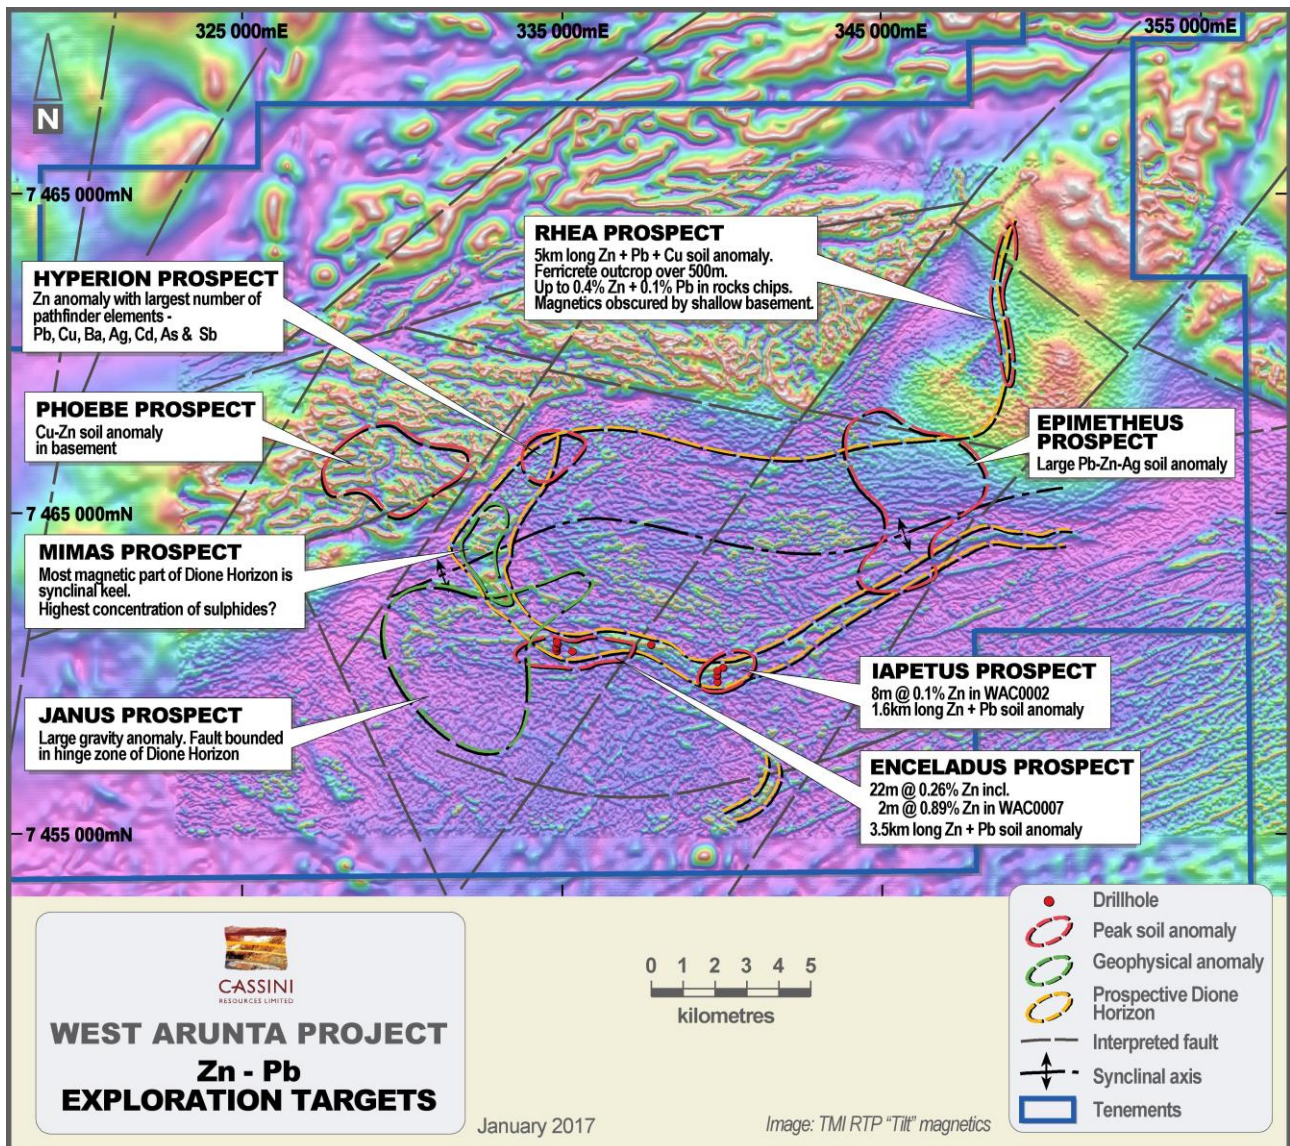 325 000mE
335 000mE
345 000mE
355 000mE
N
7 465 000mN
RHEA PROSPECT
5km long Zn + Pb + Cu soil anomaly.
Ferricrete outcrop over 500m.
Up to 0.4% Zn + 0.1% Pb in rocks chips.
Magnetics obscured by shallow basement.
HYPERION PROSPECT
Zn anomaly with largest number of
pathfinder elements -
Pb, Cu, Ba, Ag, Cd, As & Sb
PHOEBE PROSPECT
Cu-Zn soil anomaly
in basement
EPIMETHEUS
PROSPECT
Large Pb-Zn-Ag soil anomaly
7 465 000mN
MIMAS PROSPECT
Most magnetic part of Dione Horizon is
synclinal keel.
Highest concentration of sulphides?
IAPETUS PROSPECT
8m @ 0.1% Zn in WAC0002
1.6km long Zn + Pb soil anomaly
JANUS PROSPECT
Large gravity anomaly. Fault bounded
in hinge zone of Dione Horizon
ENCELADUS PROSPECT
22m @ 0.26% Zn incl.
2m @ 0.89% Zn in WAC0007
3.5km long Zn + Pb soil anomaly
7 455 000mN
CASSINI
RESOURCES LIMITED
WEST ARUNTA PROJECT
Zn - Pb
EXPLORATION TARGETS
0 1 2 3 4 5
kilometres
January 2017
Image: TMI RTP "Tilt" magnetics
Drillhole
Peak soil anomaly
Geophysical anomaly
Prospective Dione
Horizon
Interpreted fault
Synclinal axis
Tenements